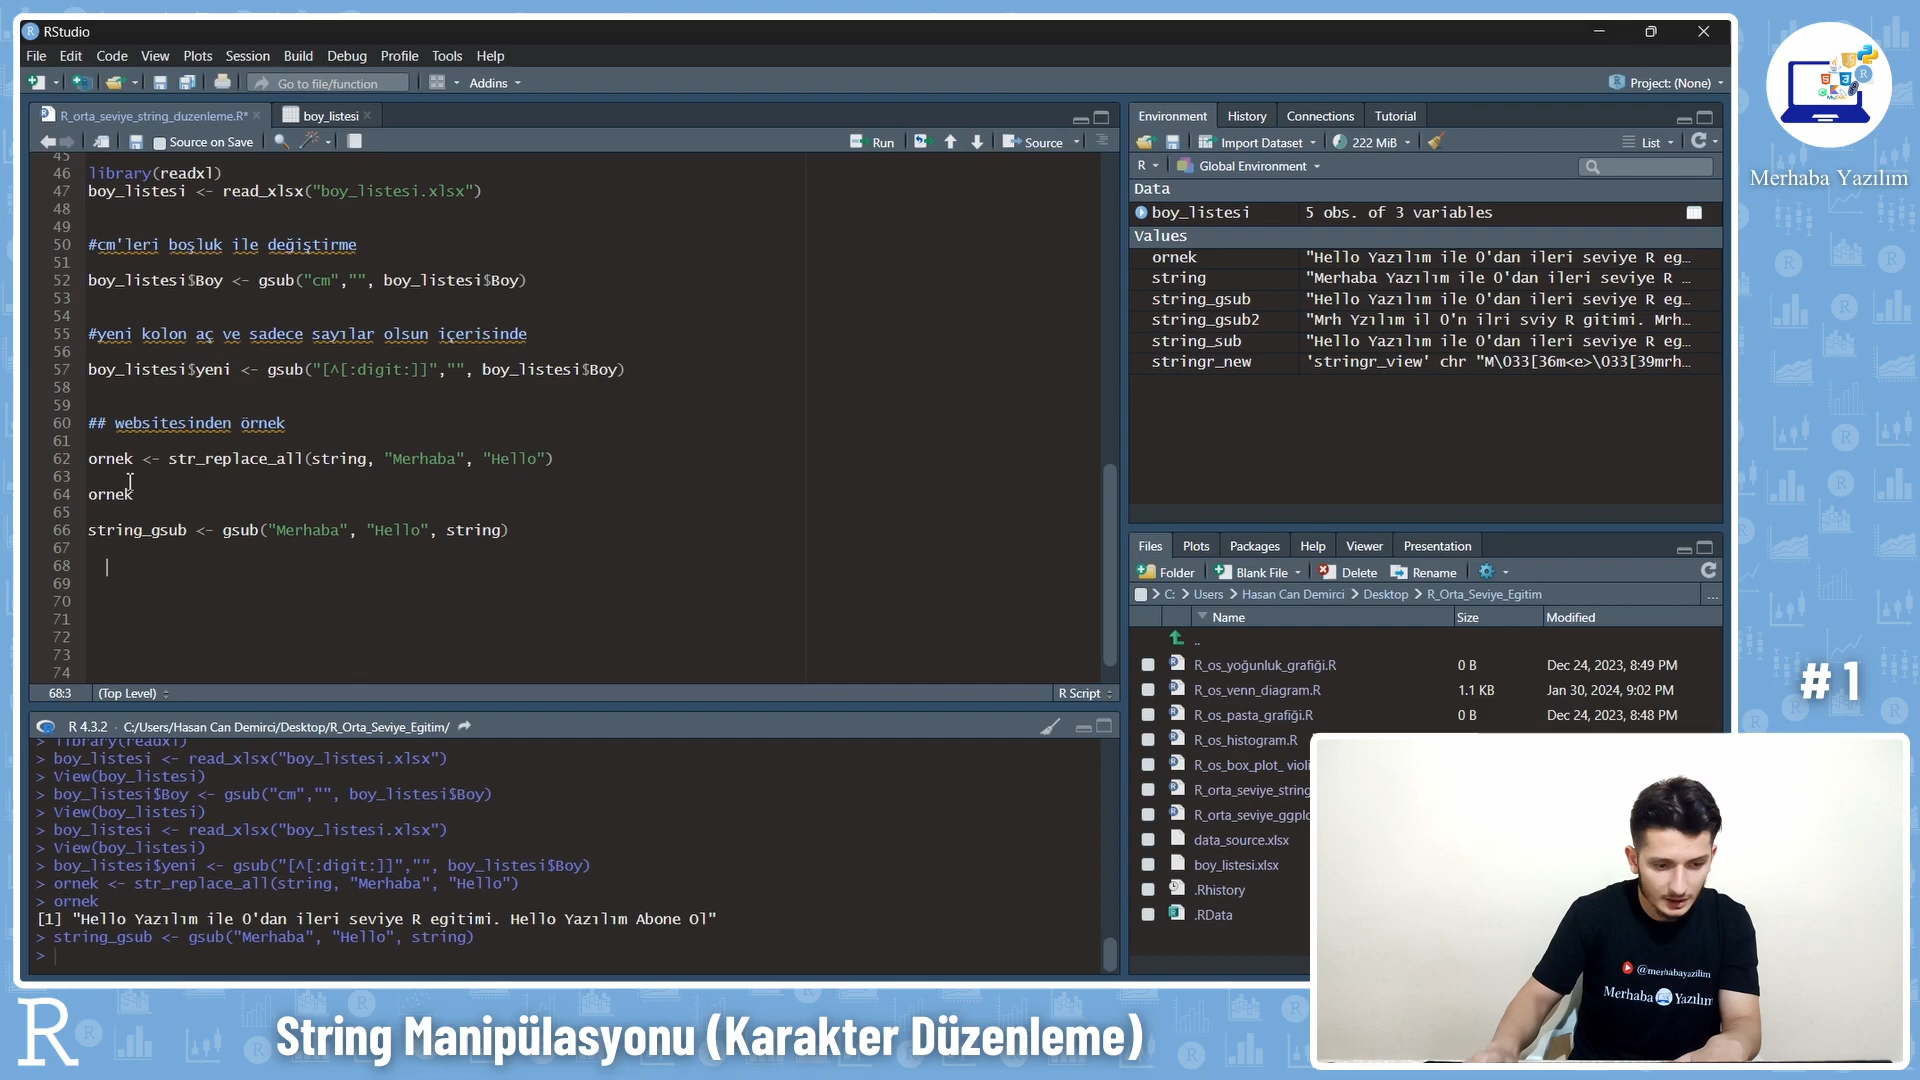 RStudio
File Edit Code View Plots Session Build Debug Profile Tools Help
Go to file/function Addins Project: (None)
R_orta_seviye_string_duzenleme.R* boy_listesi
Source on Save Run Source
45
46 library(readxl)
47 boy_listesi <- read_xlsx("boy_listesi.xlsx")
48
49
50 #cm'leri boşluk ile değiştirme
51
52 boy_listesi$Boy <- gsub("cm","", boy_listesi$Boy)
53
54
55 #yeni kolon aç ve sadece sayılar olsun içerisinde
56
57 boy_listesi$yeni <- gsub("[^[:digit:]]","", boy_listesi$Boy)
58
59
60 ## websitesinden örnek
61
62 ornek <- str_replace_all(string, "Merhaba", "Hello")
63
64 ornek
65
66 string_gsub <- gsub("Merhaba", "Hello", string)
67
68
69
70
71
72
73
74
68:3 (Top Level) R Script
R 4.3.2 · C:/Users/Hasan Can Demirci/Desktop/R_Orta_Seviye_Egitim/
> library(readxl)
> boy_listesi <- read_xlsx("boy_listesi.xlsx")
> View(boy_listesi)
> boy_listesi$Boy <- gsub("cm","", boy_listesi$Boy)
> View(boy_listesi)
> boy_listesi <- read_xlsx("boy_listesi.xlsx")
> View(boy_listesi)
> boy_listesi$yeni <- gsub("[^[:digit:]]","", boy_listesi$Boy)
> ornek <- str_replace_all(string, "Merhaba", "Hello")
> ornek
[1] "Hello Yazılım ile 0'dan ileri seviye R egitimi. Hello Yazılım Abone Ol"
> string_gsub <- gsub("Merhaba", "Hello", string)
>
Environment History Connections Tutorial
Import Dataset 222 MiB List
R Global Environment
Data
boy_listesi 5 obs. of 3 variables
Values
ornek "Hello Yazılım ile 0'dan ileri seviye R eg…
string "Merhaba Yazılım ile 0'dan ileri seviye R …
string_gsub "Hello Yazılım ile 0'dan ileri seviye R eg…
string_gsub2 "Mrh Yzılım il 0'n ilri sviy R gitimi. Mrh…
string_sub "Hello Yazılım ile 0'dan ileri seviye R eg…
stringr_new 'stringr_view' chr "M\033[36m<e>\033[39mrh…
Files Plots Packages Help Viewer Presentation
Folder Blank File Delete Rename
C: Users Hasan Can Demirci Desktop R_Orta_Seviye_Egitim ...
Name Size Modified
..
R_os_yoğunluk_grafiği.R 0 B Dec 24, 2023, 8:49 PM
R_os_venn_diagram.R 1.1 KB Jan 30, 2024, 9:02 PM
R_os_pasta_grafiği.R 0 B Dec 24, 2023, 8:48 PM
R_os_histogram.R
R_os_box_plot_ violi
R_orta_seviye_string
R_orta_seviye_ggplo
data_source.xlsx
boy_listesi.xlsx
.Rhistory
.RData
Merhaba Yazılım
#1
@merhabayazilim
Merhaba Yazılım
R
String Manipülasyonu (Karakter Düzenleme)